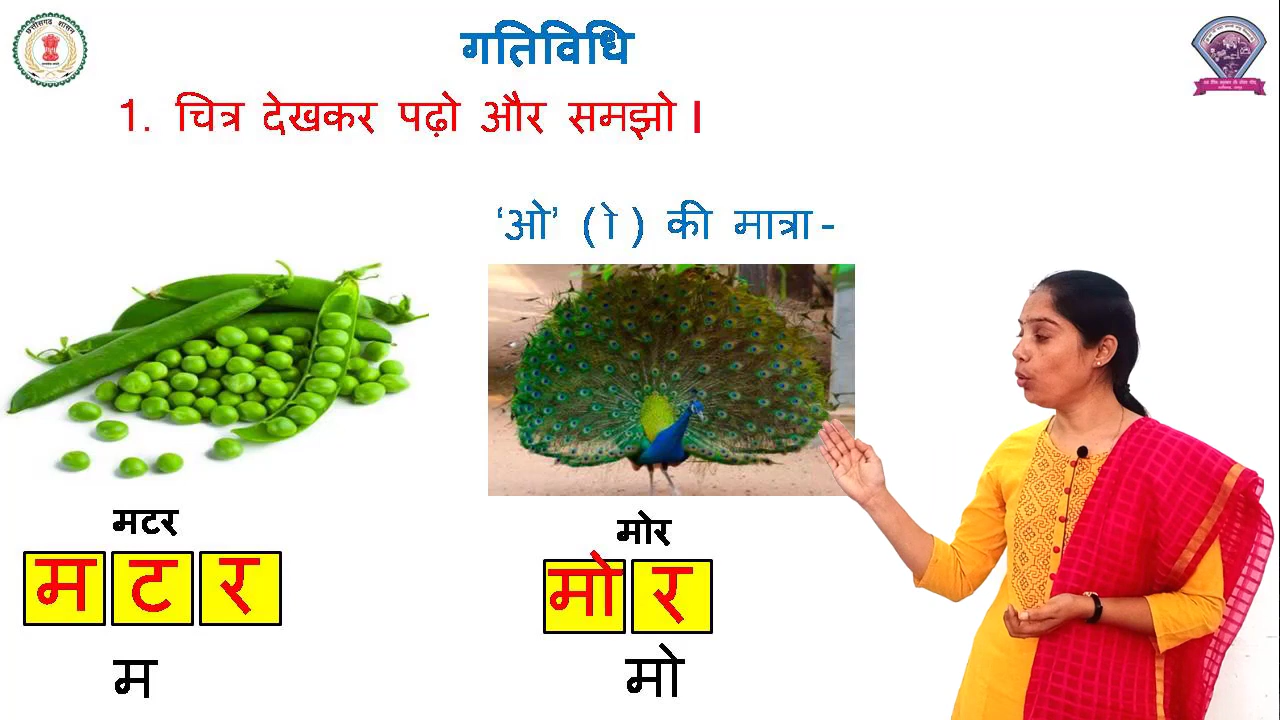 गतिविधि
1. चित्र देखकर पढ़ो और समझो ।
‘ओ’ (ो) की मात्रा-
मटर
म ट र
म
मोर
मो र
मो